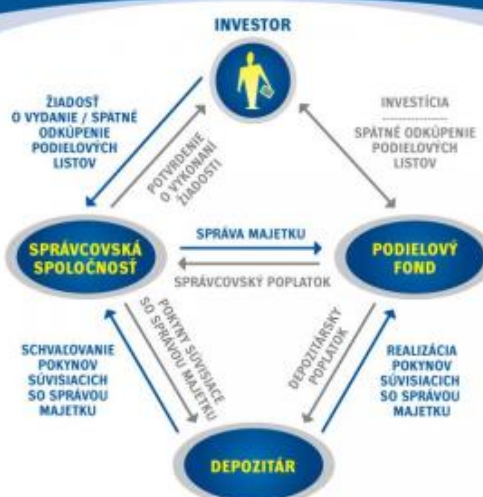 INVESTOR
ŽIADOSŤ
O VYDANIE / SPÄTNÉ
ODKÚPENIE
PODIELOVÝCH
LISTOV
POTVRDENIE
O VYKONANÍ
ŽIADOSTI
INVESTÍCIA
SPÄTNÉ ODKÚPENIE
PODIELOVÝCH
LISTOV
SPRÁVCOVSKÁ
SPOLOČNOSŤ
SPRÁVA MAJETKU
SPRÁVCOVSKÝ POPLATOK
PODIELOVÝ
FOND
SCHVAĽOVANIE
POKYNOV
SÚVISIACICH
SO SPRÁVOU
MAJETKU
POKYNY SÚVISIACE
SO SPRÁVOU MAJETKU
DEPOZITÁRSKY
POPLATOK
REALIZÁCIA
POKYNOV
SÚVISIACICH
SO SPRÁVOU
MAJETKU
DEPOZITÁR